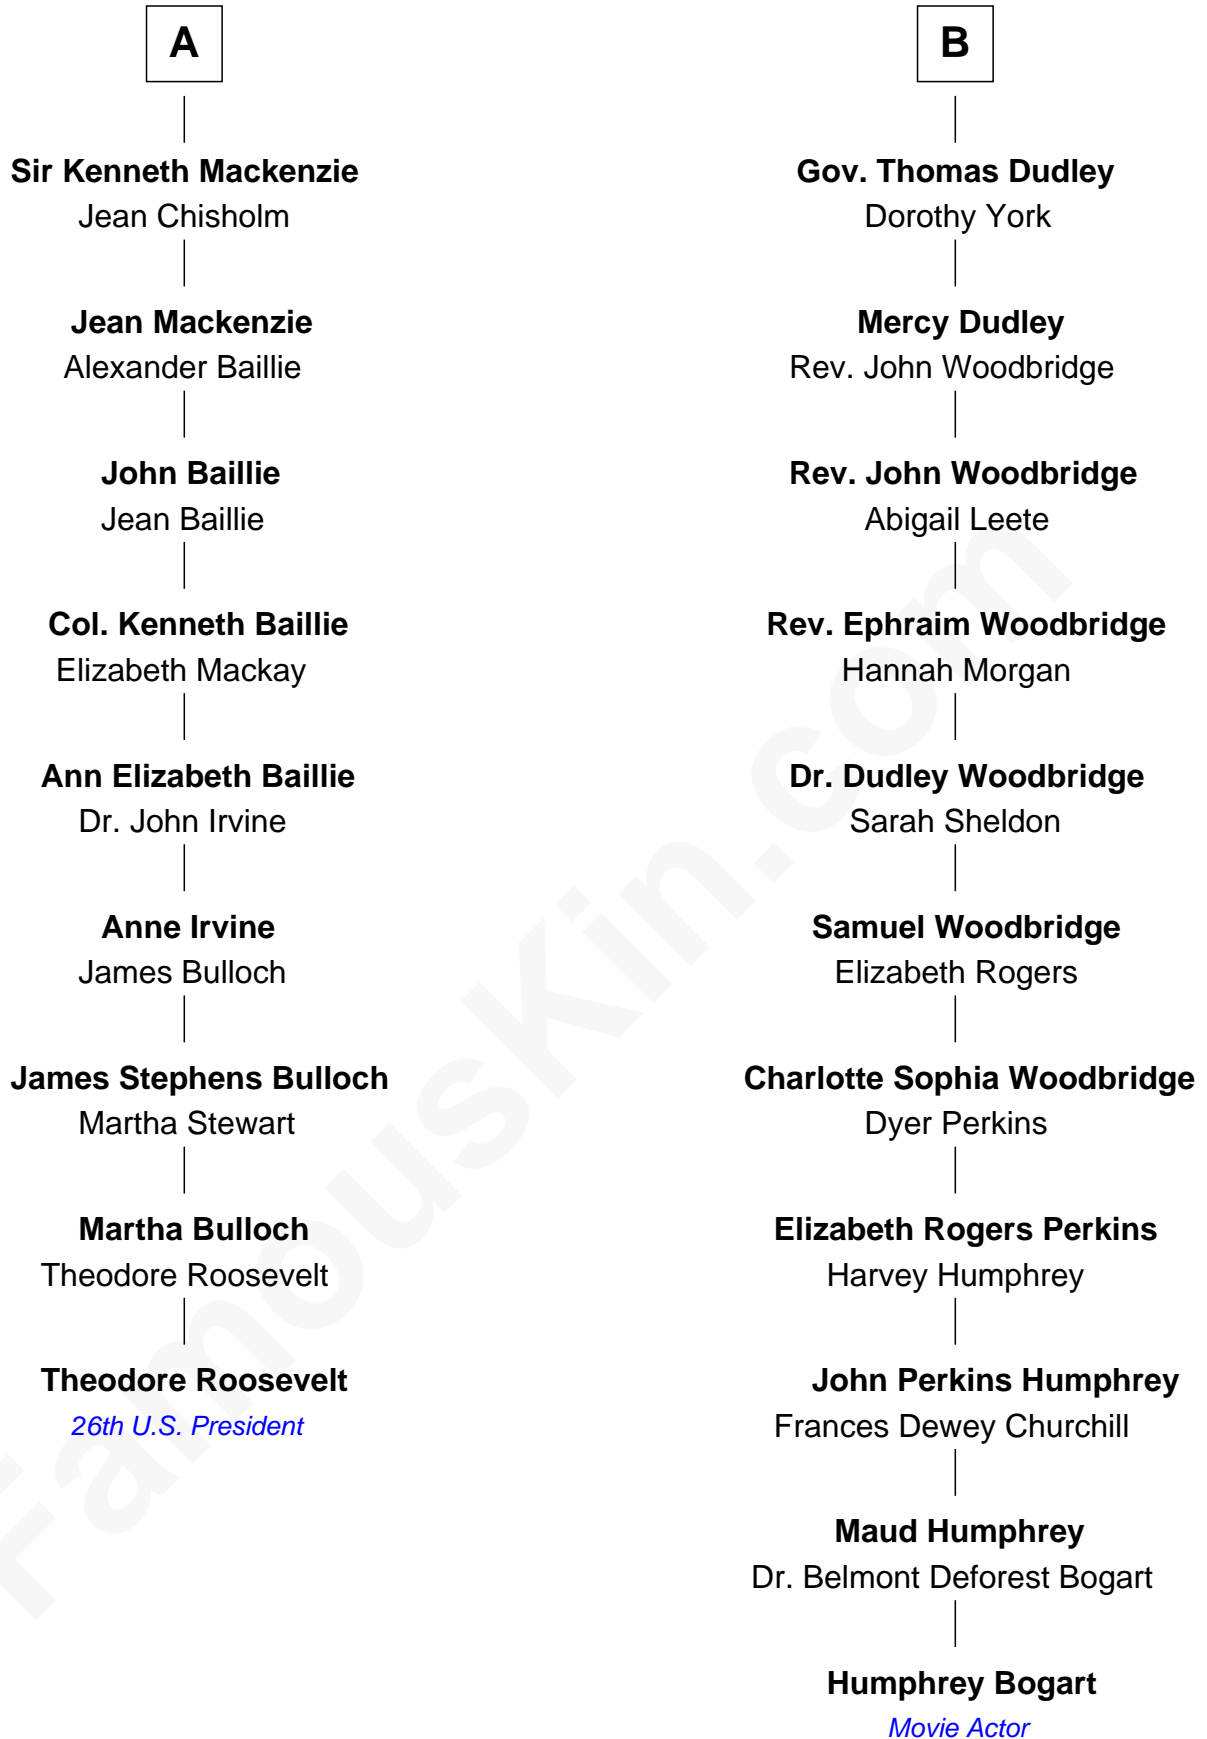 A
Sir Kenneth Mackenzie
Jean Chisholm
Jean Mackenzie
Alexander Baillie
John Baillie
Jean Baillie
Col. Kenneth Baillie
Elizabeth Mackay
Ann Elizabeth Baillie
Dr. John Irvine
Anne Irvine
James Bulloch
James Stephens Bulloch
Martha Stewart
Martha Bulloch
Theodore Roosevelt
Theodore Roosevelt
26th U.S. President
B
Gov. Thomas Dudley
Dorothy York
Mercy Dudley
Rev. John Woodbridge
Rev. John Woodbridge
Abigail Leete
Rev. Ephraim Woodbridge
Hannah Morgan
Dr. Dudley Woodbridge
Sarah Sheldon
Samuel Woodbridge
Elizabeth Rogers
Charlotte Sophia Woodbridge
Dyer Perkins
Elizabeth Rogers Perkins
Harvey Humphrey
John Perkins Humphrey
Frances Dewey Churchill
Maud Humphrey
Dr. Belmont Deforest Bogart
Humphrey Bogart
Movie Actor
FamousKin.com